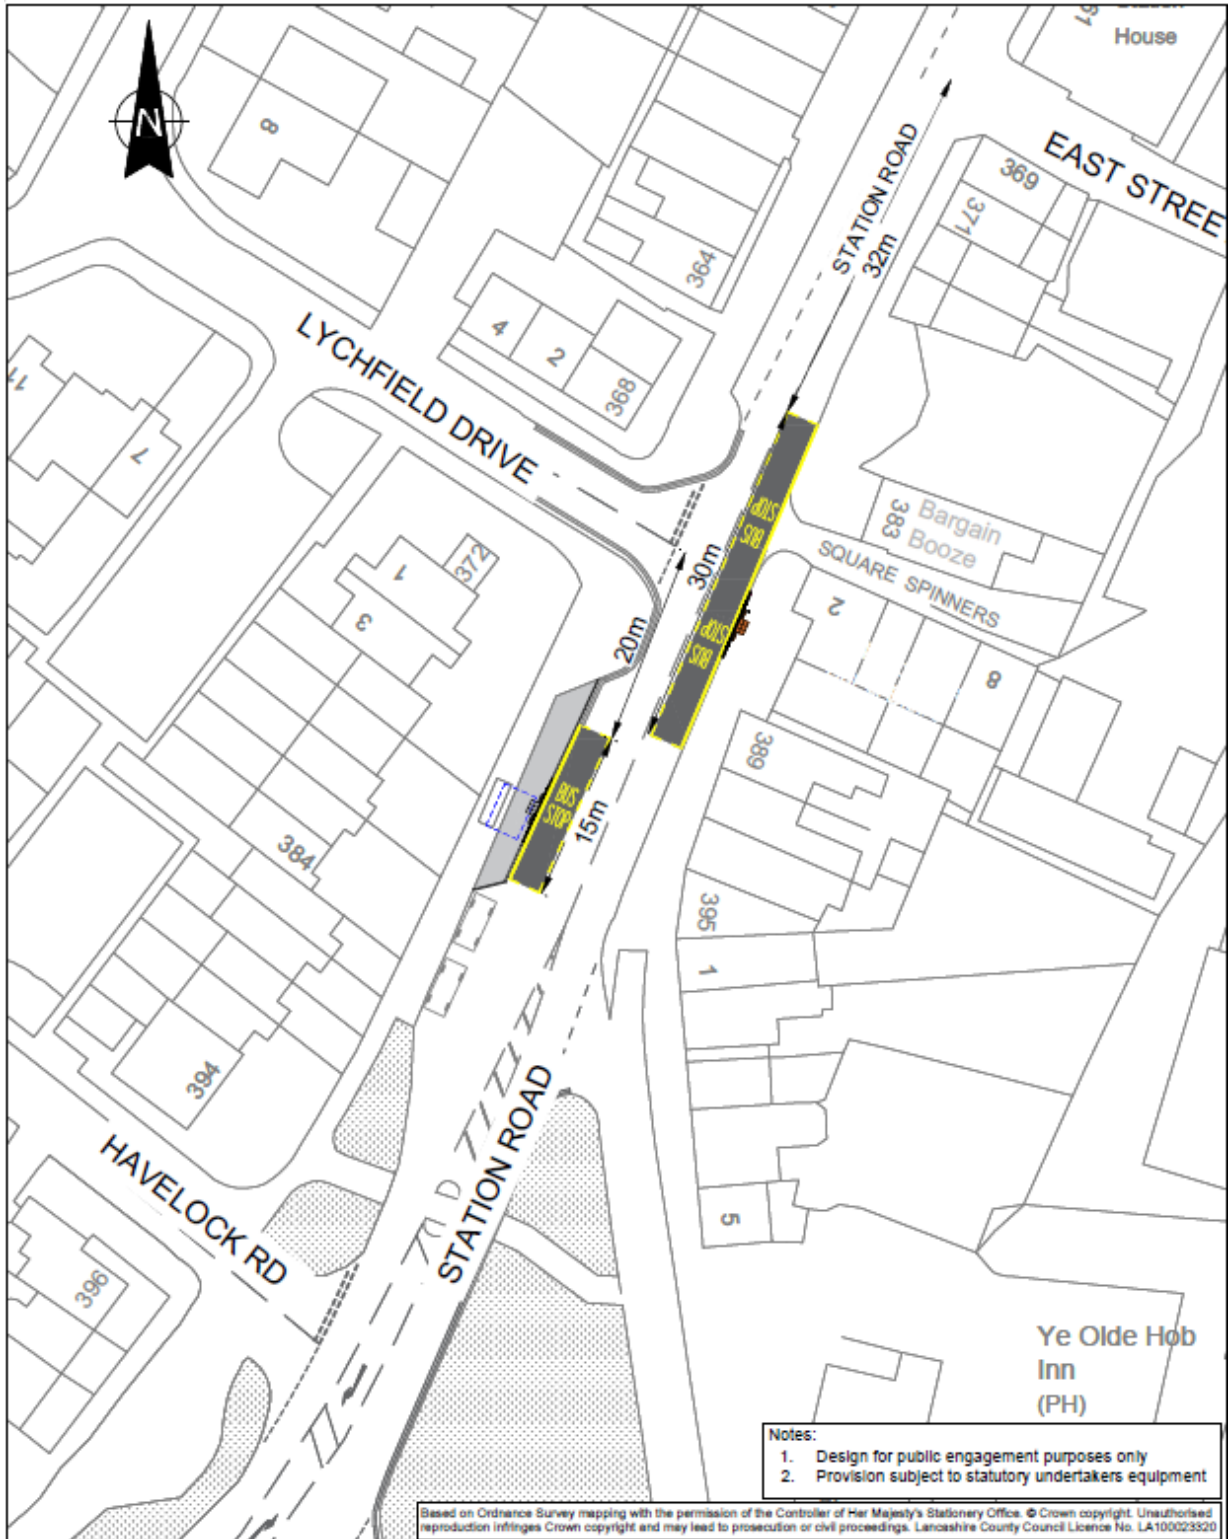 House
61
N
8
EAST STREE
STATION ROAD
32m
369
371
364
LYCHFIELD DRIVE
4
2
368
11
7
383
Bargain
Booze
BUS
STOP
30m
SQUARE SPINNERS
1
372
3
2
8
BUS
STOP
20m
389
BUS
STOP
15m
384
395
1
394
STATION ROAD
HAVELOCK RD
5
396
Ye Olde Hob
Inn
(PH)
Notes:
1. Design for public engagement purposes only
2. Provision subject to statutory undertakers equipment
Based on Ordnance Survey mapping with the permission of the Controller of Her Majesty's Stationery Office. © Crown copyright. Unauthorised
reproduction infringes Crown copyright and may lead to prosecution or civil proceedings. Lancashire County Council Licence No. LA100023320